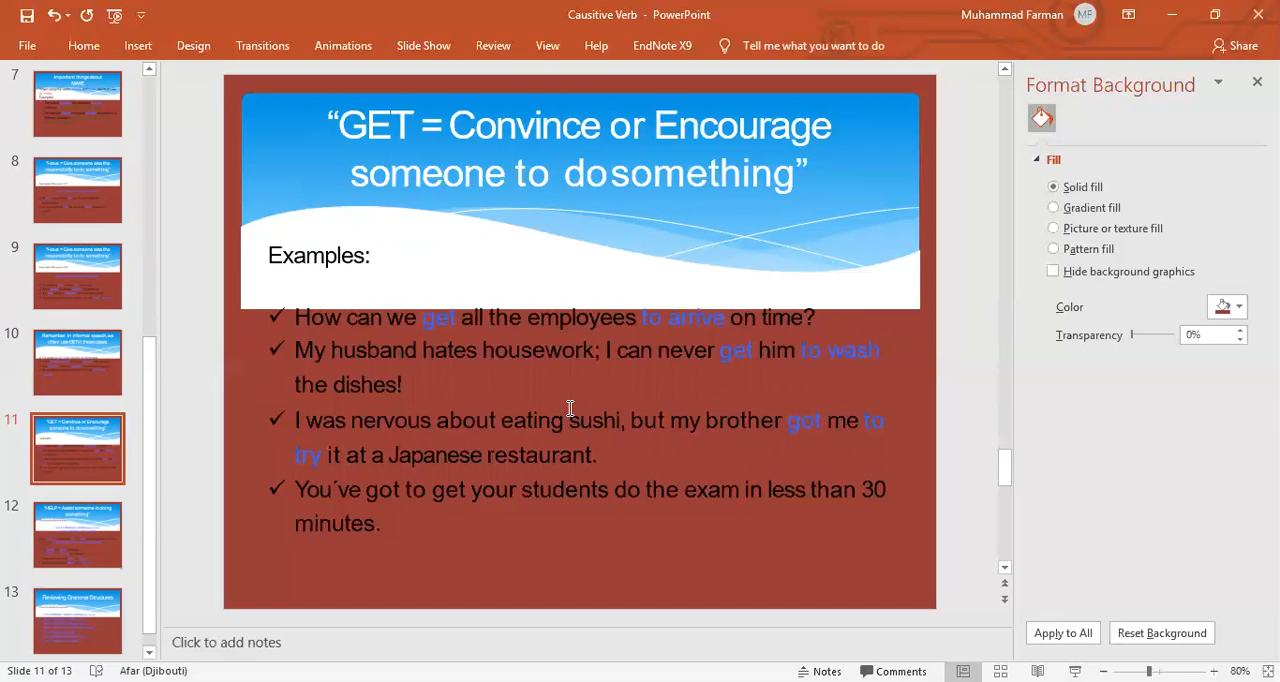 Causitive Verb - PowerPoint
Muhammad Farman MF
File Home Insert Design Transitions Animations Slide Show Review View Help EndNote X9 Tell me what you want to do Share
7
8
9
10
11
12
13
“GET = Convince or Encourage
someone to dosomething”
Examples:
✓ How can we get all the employees to arrive on time?
✓ My husband hates housework; I can never get him to wash
the dishes!
✓ I was nervous about eating sushi, but my brother got me to
try it at a Japanese restaurant.
✓ You´ve got to get your students do the exam in less than 30
minutes.
Format Background
Fill
Solid fill
Gradient fill
Picture or texture fill
Pattern fill
Hide background graphics
Color
Transparency 0%
Apply to All Reset Background
Click to add notes
Slide 11 of 13 Afar (Djibouti) Notes Comments 80%